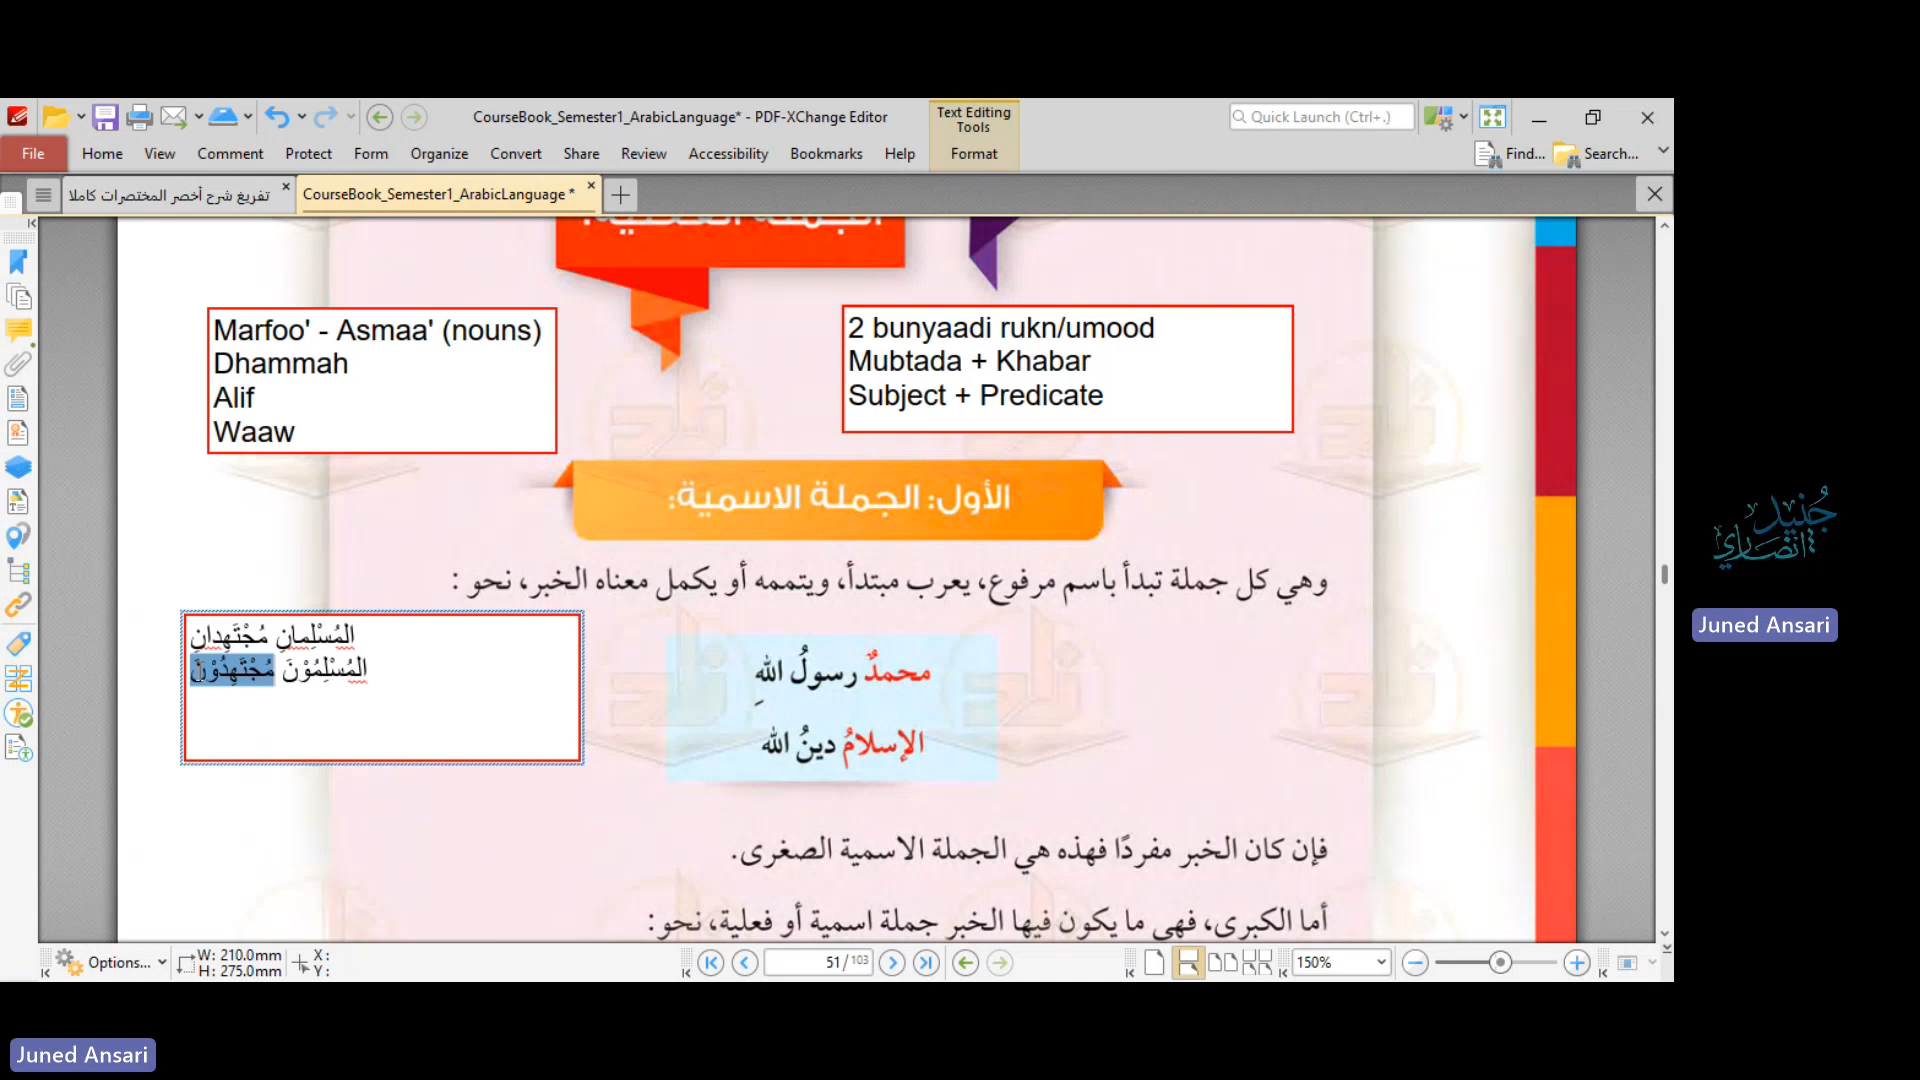 CourseBook_Semester1_ArabicLanguage* - PDF-XChange Editor
Text Editing Tools
Quick Launch (Ctrl+.)
File Home View Comment Protect Form Organize Convert Share Review Accessibility Bookmarks Help Format Find... Search...
تفريغ شرح أخصر المختصرات كاملا
CourseBook_Semester1_ArabicLanguage *
Marfoo' - Asmaa' (nouns)
Dhammah
Alif
Waaw
2 bunyaadi rukn/umood
Mubtada + Khabar
Subject + Predicate
الأول: الجملة الاسمية:
وهي كل جملة تبدأ باسم مرفوع، يعرب مبتدأ، ويتممه أو يكمل معناه الخبر، نحو :
المُسْلِمانِ مُجْتَهِدانِ
المُسْلِمُوْنَ مُجْتَهِدُوْنَ
محمدٌ رسولُ اللهِ
الإسلامُ دينُ الله
فإن كان الخبر مفردًا فهذه هي الجملة الاسمية الصغرى.
أما الكبرى، فهي ما يكون فيها الخبر جملة اسمية أو فعلية، نحو:
Options...
W: 210.0mm
H: 275.0mm
X:
Y:
51 / 103
150%
جُنيد
انصاري
Juned Ansari
Juned Ansari